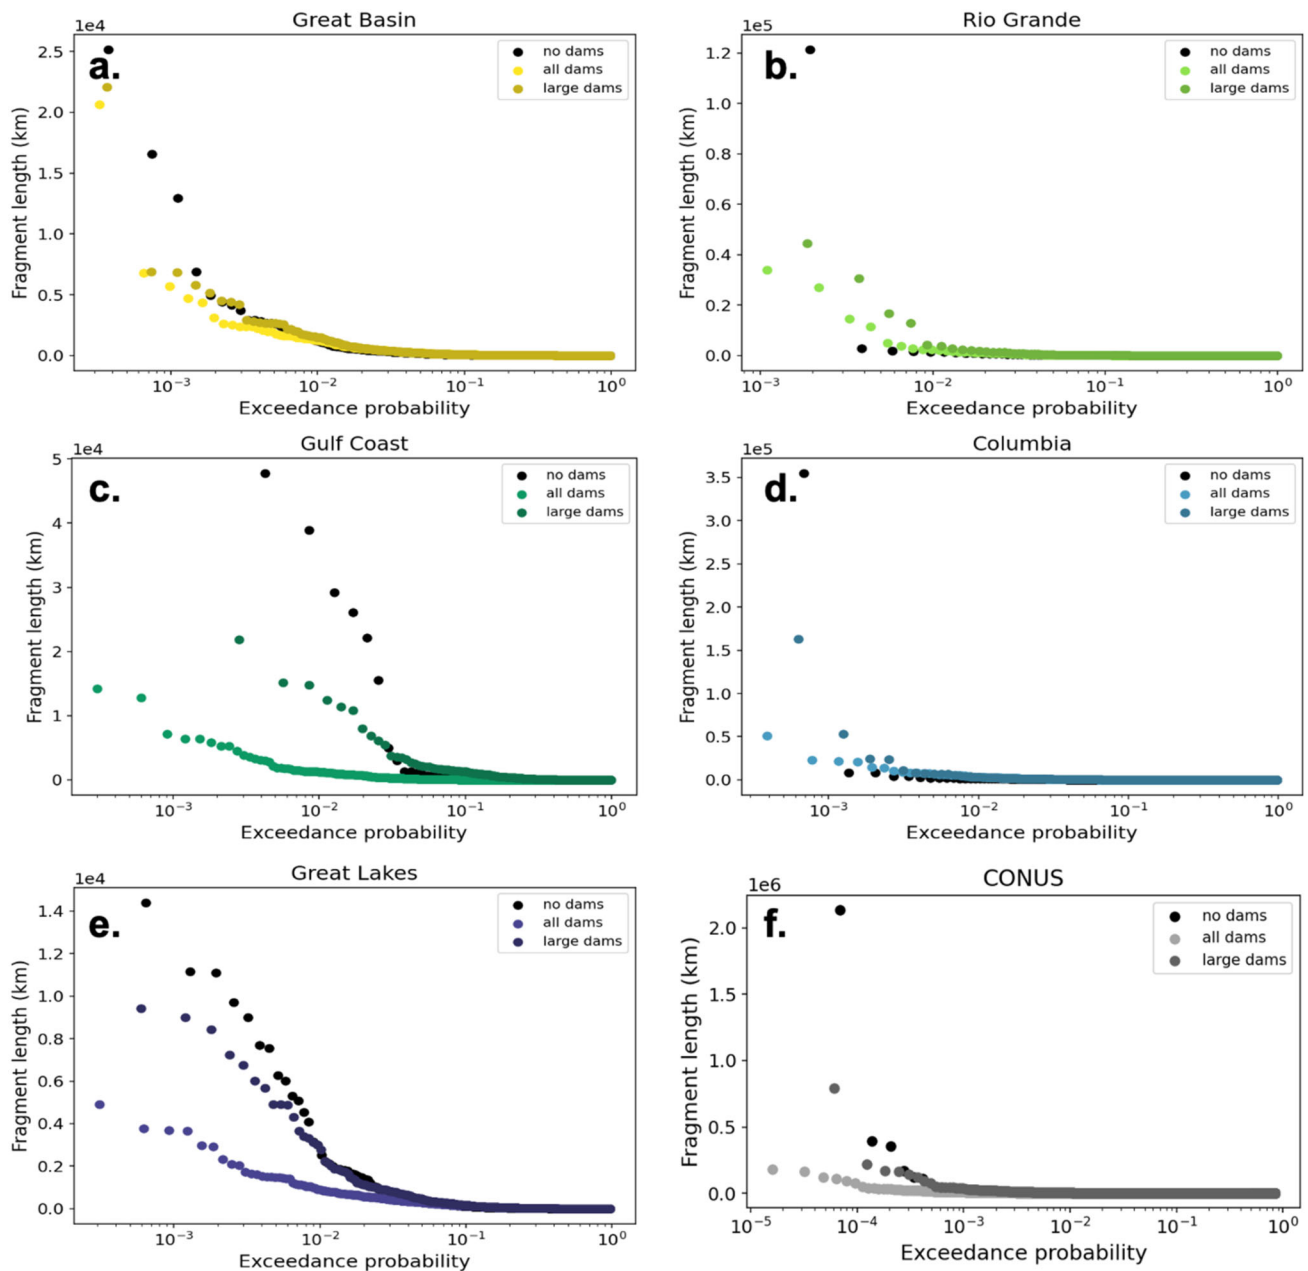 Great Basin
1e4
a.
no dams
all dams
large dams
2.5
2.0
1.5
1.0
0.5
0.0
Fragment length (km)
10⁻³ 10⁻² 10⁻¹ 10⁰
Exceedance probability
Rio Grande
1e5
b.
no dams
all dams
large dams
1.2
1.0
0.8
0.6
0.4
0.2
0.0
Fragment length (km)
10⁻³ 10⁻² 10⁻¹ 10⁰
Exceedance probability
Gulf Coast
1e4
c.
no dams
all dams
large dams
5
4
3
2
1
0
Fragment length (km)
10⁻³ 10⁻² 10⁻¹ 10⁰
Exceedance probability
Columbia
1e5
d.
no dams
all dams
large dams
3.5
3.0
2.5
2.0
1.5
1.0
0.5
0.0
Fragment length (km)
10⁻³ 10⁻² 10⁻¹ 10⁰
Exceedance probability
Great Lakes
1e4
e.
no dams
all dams
large dams
1.4
1.2
1.0
0.8
0.6
0.4
0.2
0.0
Fragment length (km)
10⁻³ 10⁻² 10⁻¹ 10⁰
Exceedance probability
CONUS
1e6
f.
no dams
all dams
large dams
2.0
1.5
1.0
0.5
0.0
Fragment length (km)
10⁻⁵ 10⁻⁴ 10⁻³ 10⁻² 10⁻¹ 10⁰
Exceedance probability